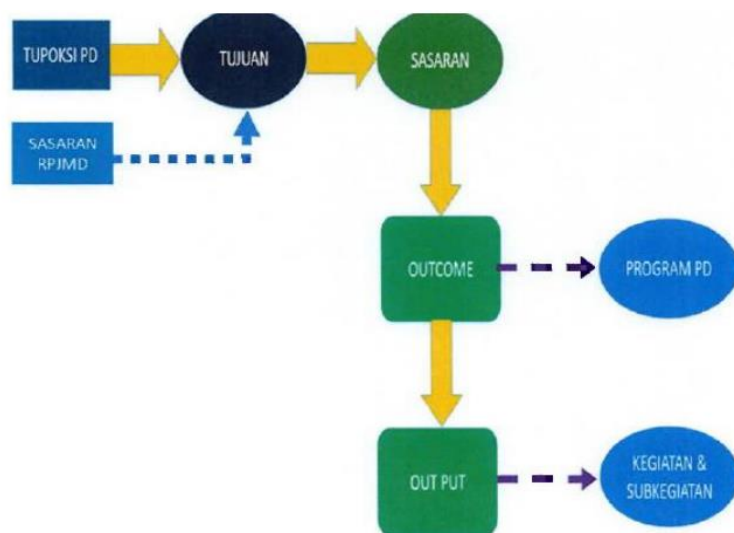 TUPOKSI PD
TUJUAN
SASARAN
SASARAN
RPJMD
OUTCOME
PROGRAM PD
OUT PUT
KEGIATAN &
SUBKEGIATAN